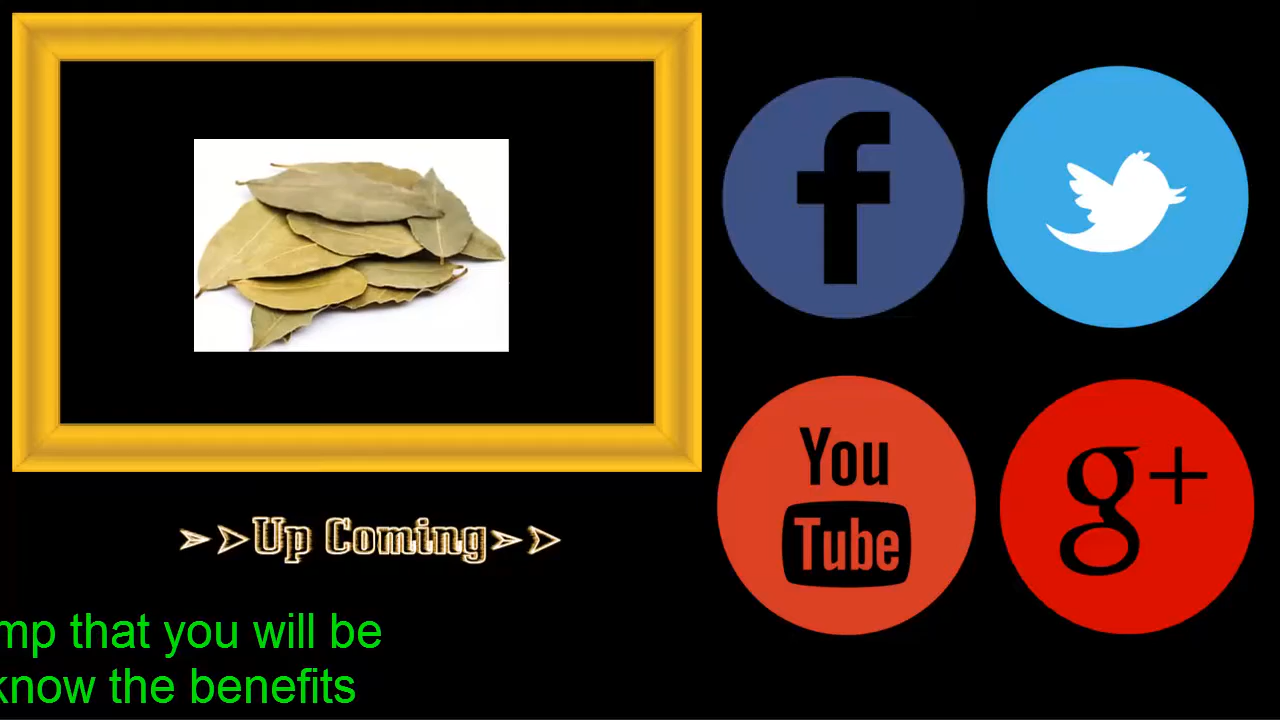 f
You
Tube
g+
➢➢Up Coming➢➢
mp that you will be
know the benefits